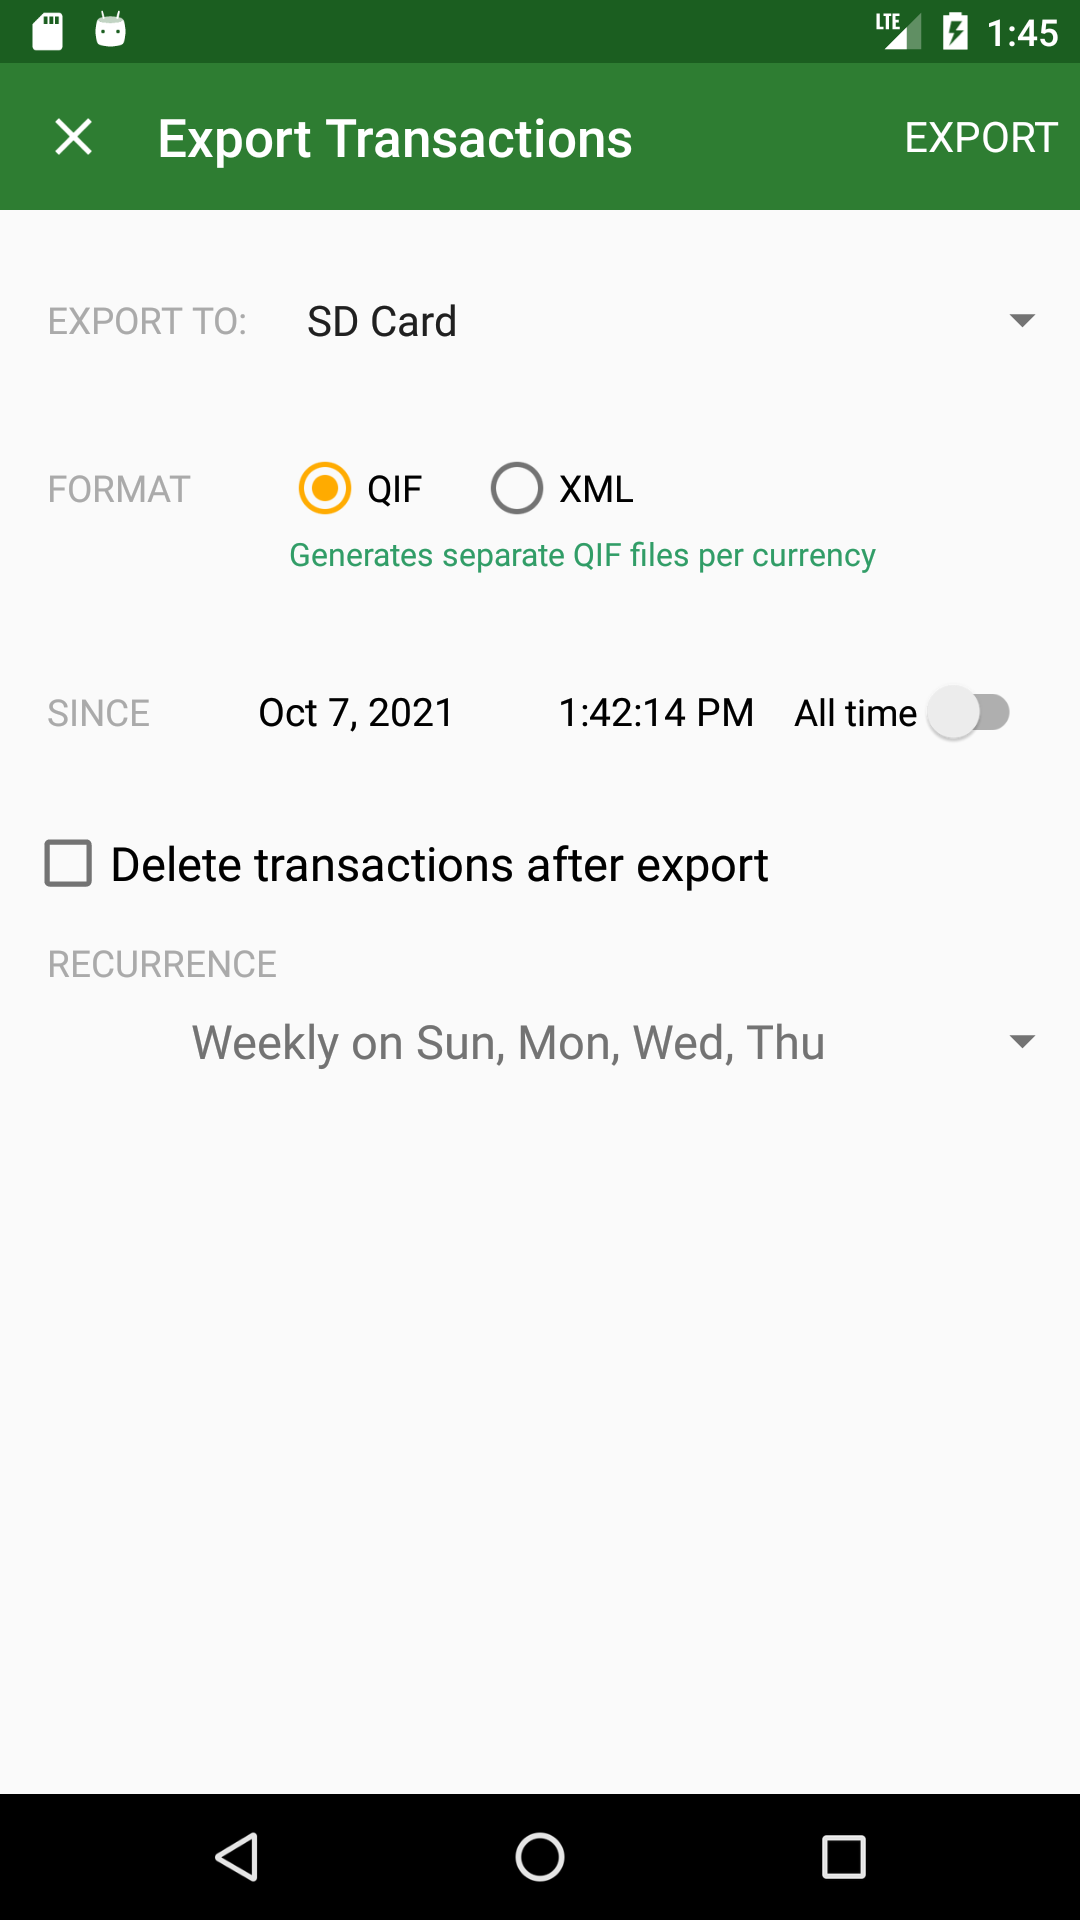 LTE 1:45
Export Transactions EXPORT
EXPORT TO: SD Card
FORMAT QIF XML
Generates separate QIF files per currency
SINCE Oct 7, 2021 1:42:14 PM All time
Delete transactions after export
RECURRENCE
Weekly on Sun, Mon, Wed, Thu